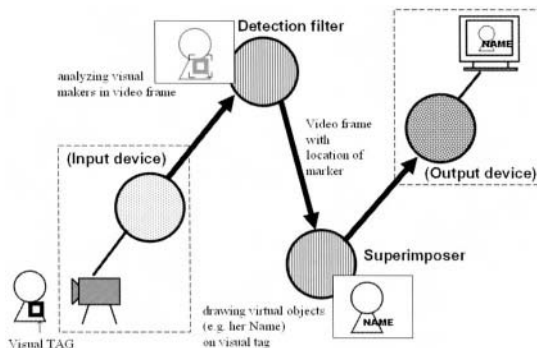 Detection filter
NAME
analyzing visual
makers in video frame
Video frame
with
location of
marker
(Input device)
(Output device)
Superimposer
drawing virtual objects
(e.g. her Name)
on visual tag
NAME
Visual TAG